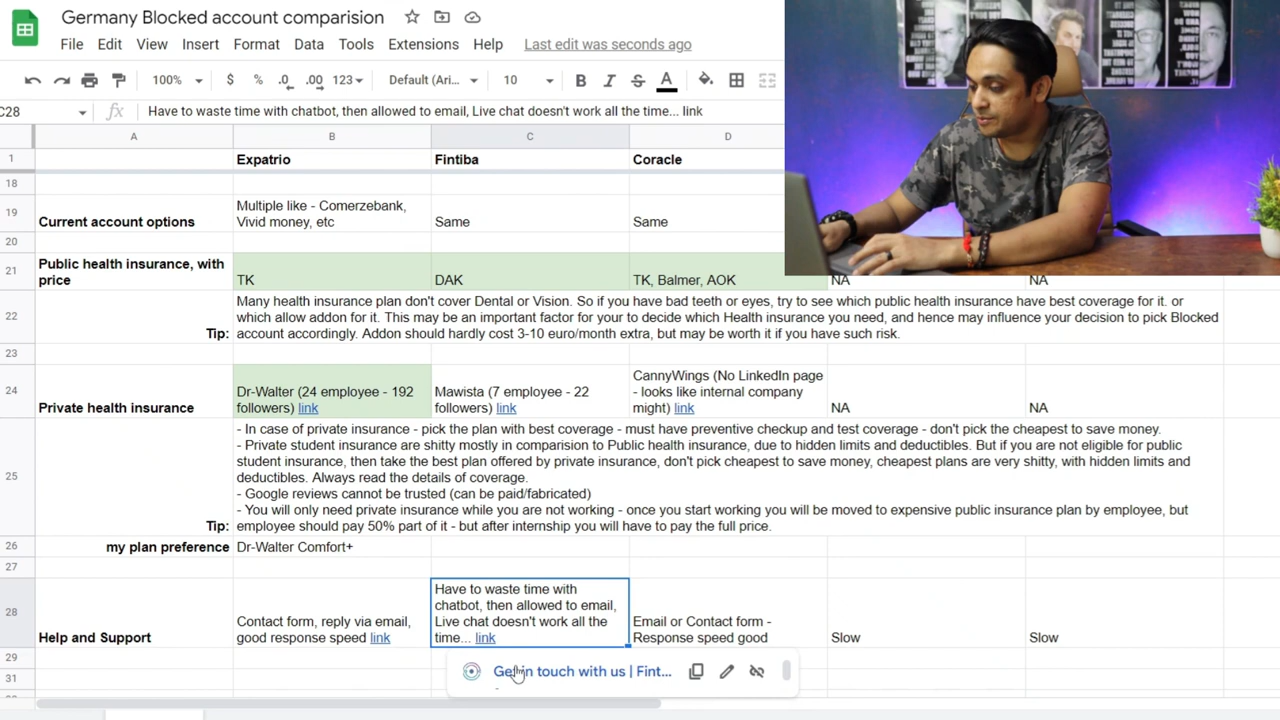 Germany Blocked account comparision
File Edit View Insert Format Data Tools Extensions Help Last edit was seconds ago
100% $ % .0 .00 123 Default (Ari... 10 B I S A
C28 fx Have to waste time with chatbot, then allowed to email, Live chat doesn't work all the time... link
A B C D
1 Expatrio Fintiba Coracle
18
19 Current account options
Multiple like - Comerzebank,
Vivid money, etc
Same
Same
20
21 Public health insurance, with
price
TK
DAK
TK, Balmer, AOK
NA
NA
22 Tip:
Many health insurance plan don't cover Dental or Vision. So if you have bad teeth or eyes, try to see which public health insurance have best coverage for it. or
which allow addon for it. This may be an important factor for your to decide which Health insurance you need, and hence may influence your decision to pick Blocked
account accordingly. Addon should hardly cost 3-10 euro/month extra, but may be worth it if you have such risk.
23
24 Private health insurance
Dr-Walter (24 employee - 192
followers) link
Mawista (7 employee - 22
followers) link
CannyWings (No LinkedIn page
- looks like internal company
might) link
NA
NA
25 Tip:
- In case of private insurance - pick the plan with best coverage - must have preventive checkup and test coverage - don't pick the cheapest to save money.
- Private student insurance are shitty mostly in comparision to Public health insurance, due to hidden limits and deductibles. But if you are not eligible for public
student insurance, then take the best plan offered by private insurance, don't pick cheapest to save money, cheapest plans are very shitty, with hidden limits and
deductibles. Always read the details of coverage.
- Google reviews cannot be trusted (can be paid/fabricated)
- You will only need private insurance while you are not working - once you start working you will be moved to expensive public insurance plan by employee, but
employee should pay 50% part of it - but after internship you will have to pay the full price.
26 my plan preference Dr-Walter Comfort+
27
28 Help and Support
Contact form, reply via email,
good response speed link
Have to waste time with
chatbot, then allowed to email,
Live chat doesn't work all the
time... link
Email or Contact form -
Response speed good
Slow
Slow
29
Get in touch with us | Fint...
31